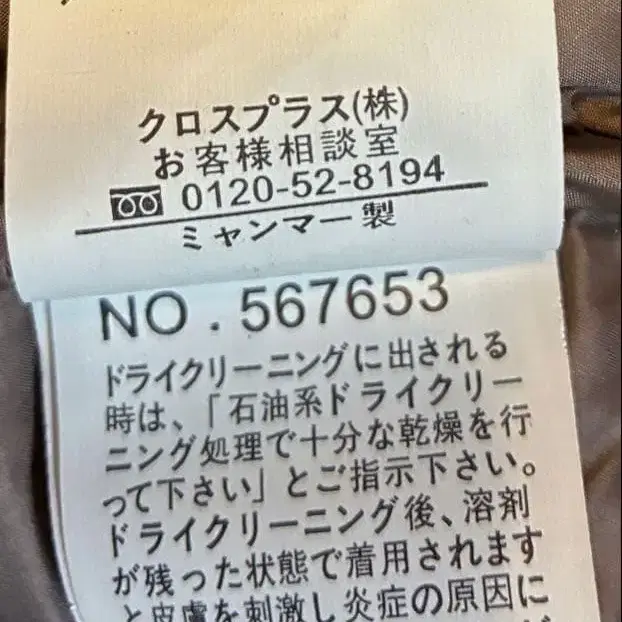 クロスプラス(株)
お客様相談室
0120-52-8194
ミャンマー製
NO.567653
ドライクリーニングに出される
時は、「石油系ドライクリー
ニング処理で十分な乾燥を行
って下さい」とご指示下さい。
ドライクリーニング後、溶剤
が残った状態で着用されます
と皮膚を刺激し炎症の原因に